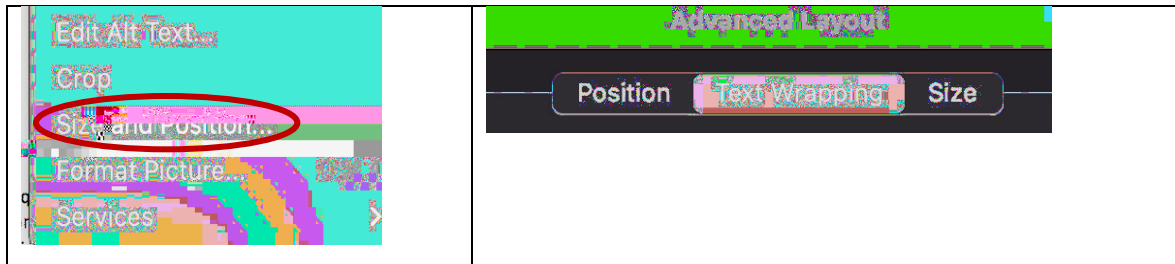 Edit Alt Text...
Crop
Size and Position...
Format Picture...
Services
Advanced Layout
Position Text Wrapping Size